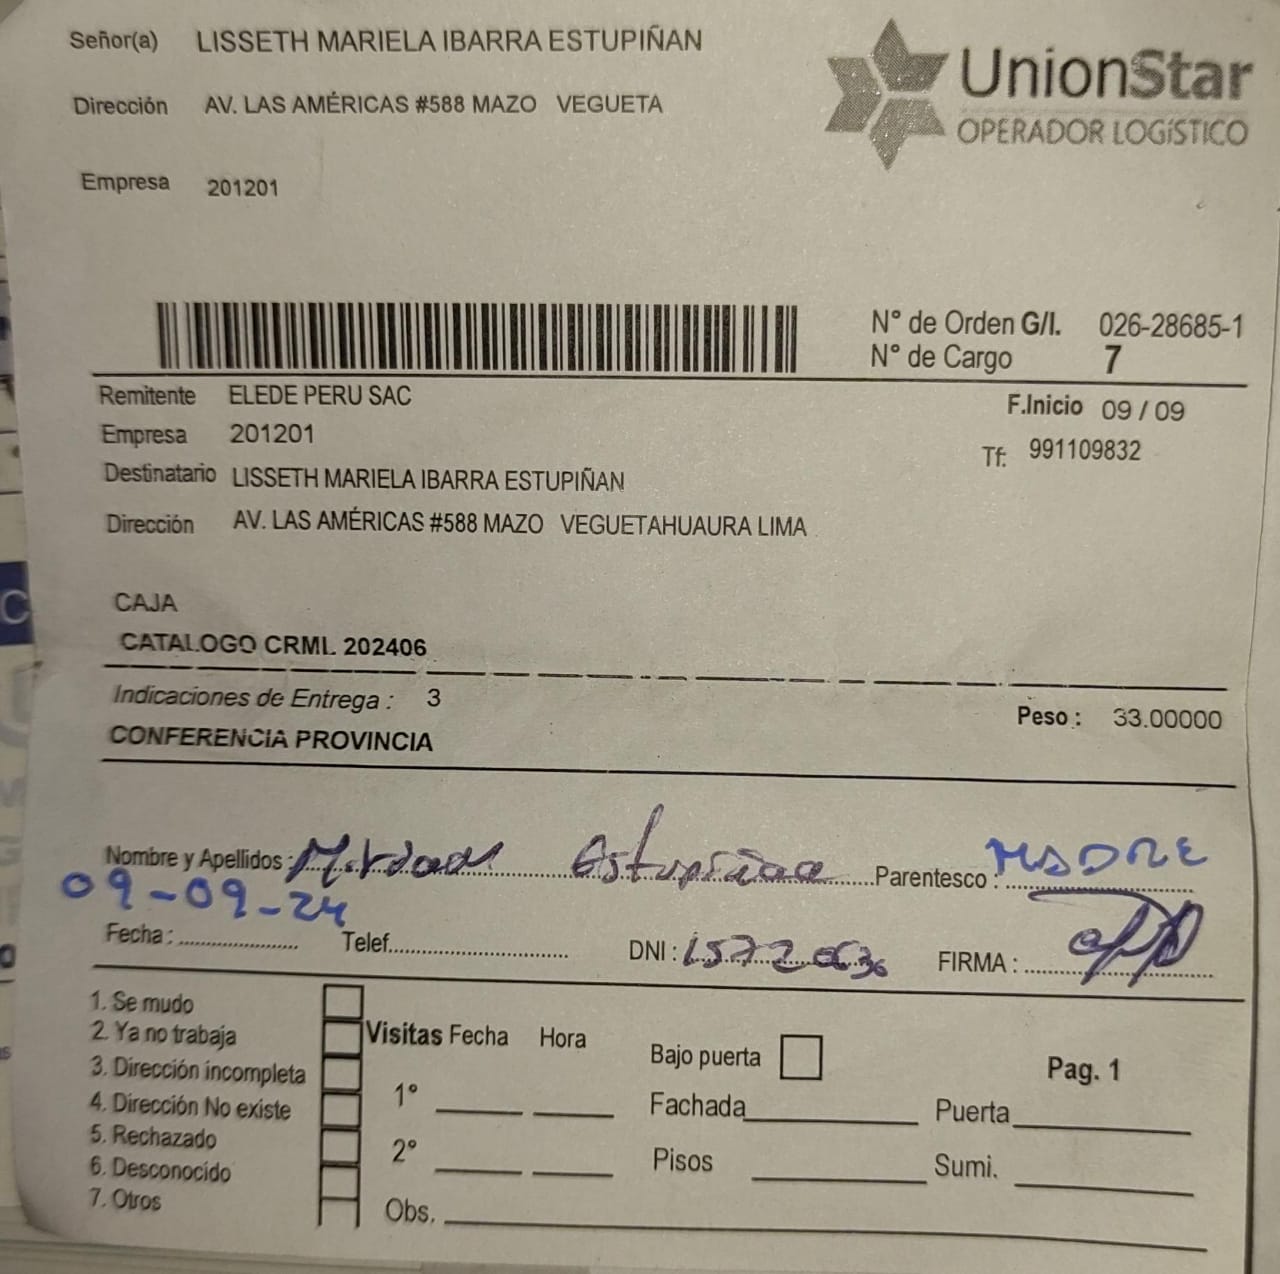 Señor(a) LISSETH MARIELA IBARRA ESTUPIÑAN
UnionStar
OPERADOR LOGÍSTICO
Dirección AV. LAS AMÉRICAS #588 MAZO VEGUETA
Empresa 201201
N° de Orden G/I. 026-28685-1
N° de Cargo 7
Remitente ELEDE PERU SAC
F.Inicio 09 / 09
Empresa 201201
Tf: 991109832
Destinatario LISSETH MARIELA IBARRA ESTUPIÑAN
Dirección AV. LAS AMÉRICAS #588 MAZO VEGUETAHUAURA LIMA
CAJA
CATALOGO CRML 202406
Indicaciones de Entrega : 3
Peso : 33.00000
CONFERENCIA PROVINCIA
Nombre y Apellidos : Estupiñan Parentesco : MADRE
09-09-24
Fecha : Telef. DNI : FIRMA :
1. Se mudo
2. Ya no trabaja
3. Dirección incompleta
4. Dirección No existe
5. Rechazado
6. Desconocido
7. Otros
Visitas Fecha Hora
1°
2°
Obs.
Bajo puerta
Pag. 1
Fachada Puerta
Pisos Sumi.